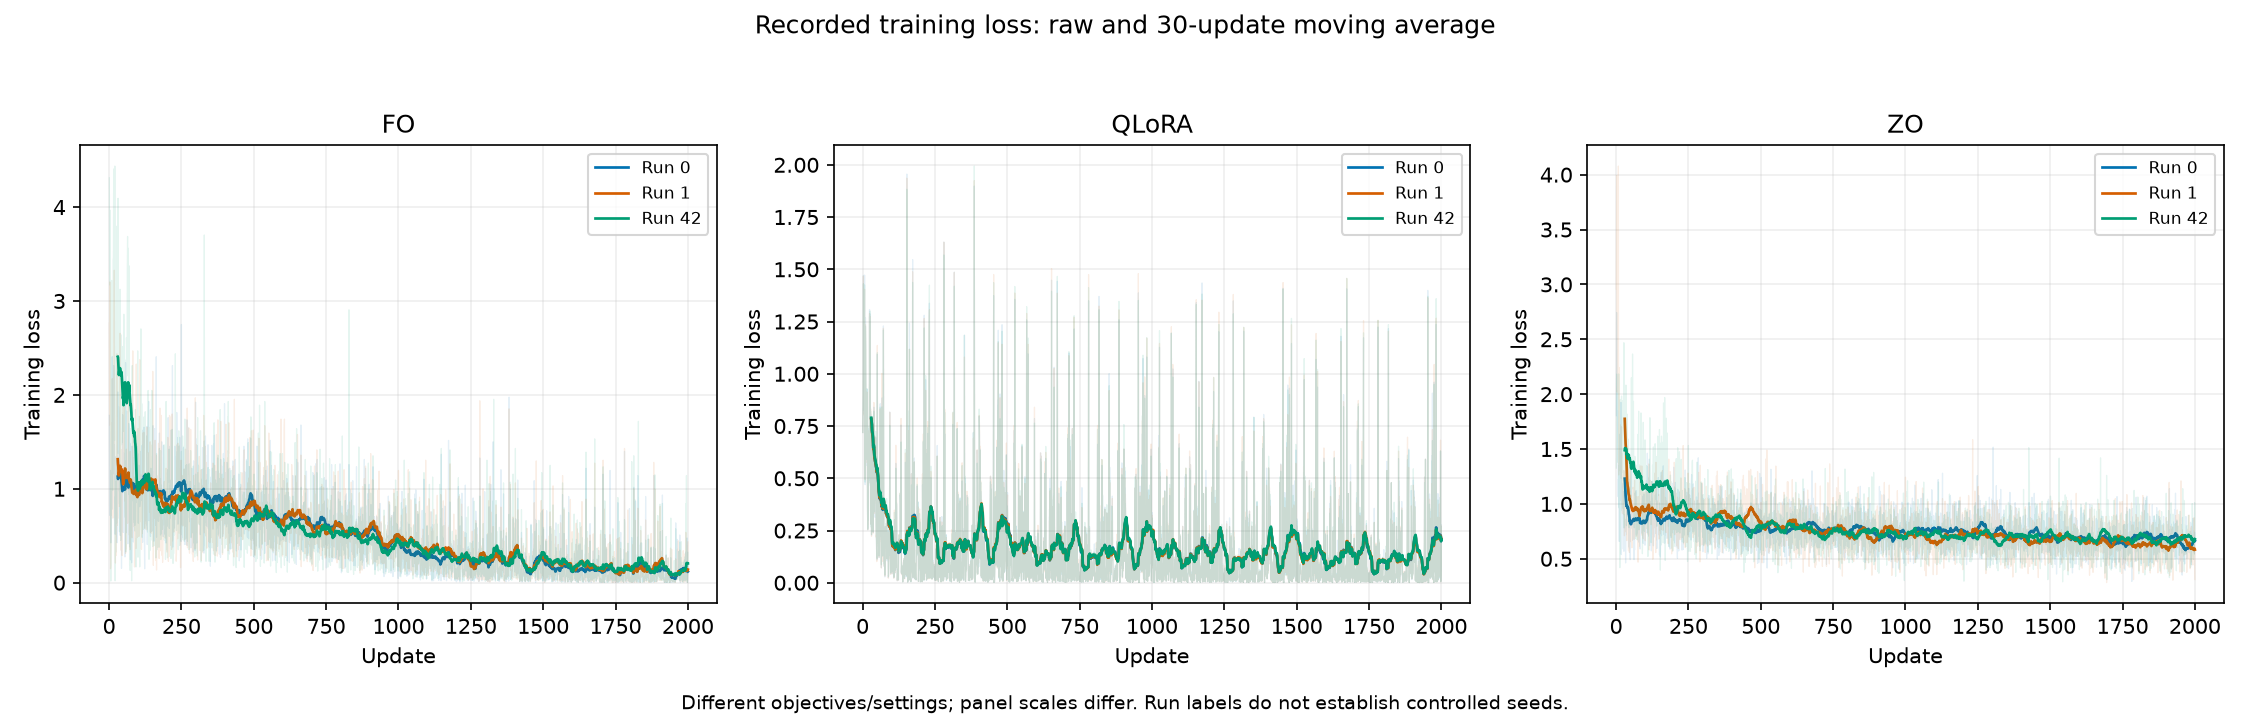 Recorded training loss: raw and 30-update moving average
FO
Training loss
4
3
2
1
0
Run 0
Run 1
Run 42
0 250 500 750 1000 1250 1500 1750 2000
Update
QLoRA
Training loss
2.00
1.75
1.50
1.25
1.00
0.75
0.50
0.25
0.00
Run 0
Run 1
Run 42
0 250 500 750 1000 1250 1500 1750 2000
Update
ZO
Training loss
4.0
3.5
3.0
2.5
2.0
1.5
1.0
0.5
Run 0
Run 1
Run 42
0 250 500 750 1000 1250 1500 1750 2000
Update
Different objectives/settings; panel scales differ. Run labels do not establish controlled seeds.